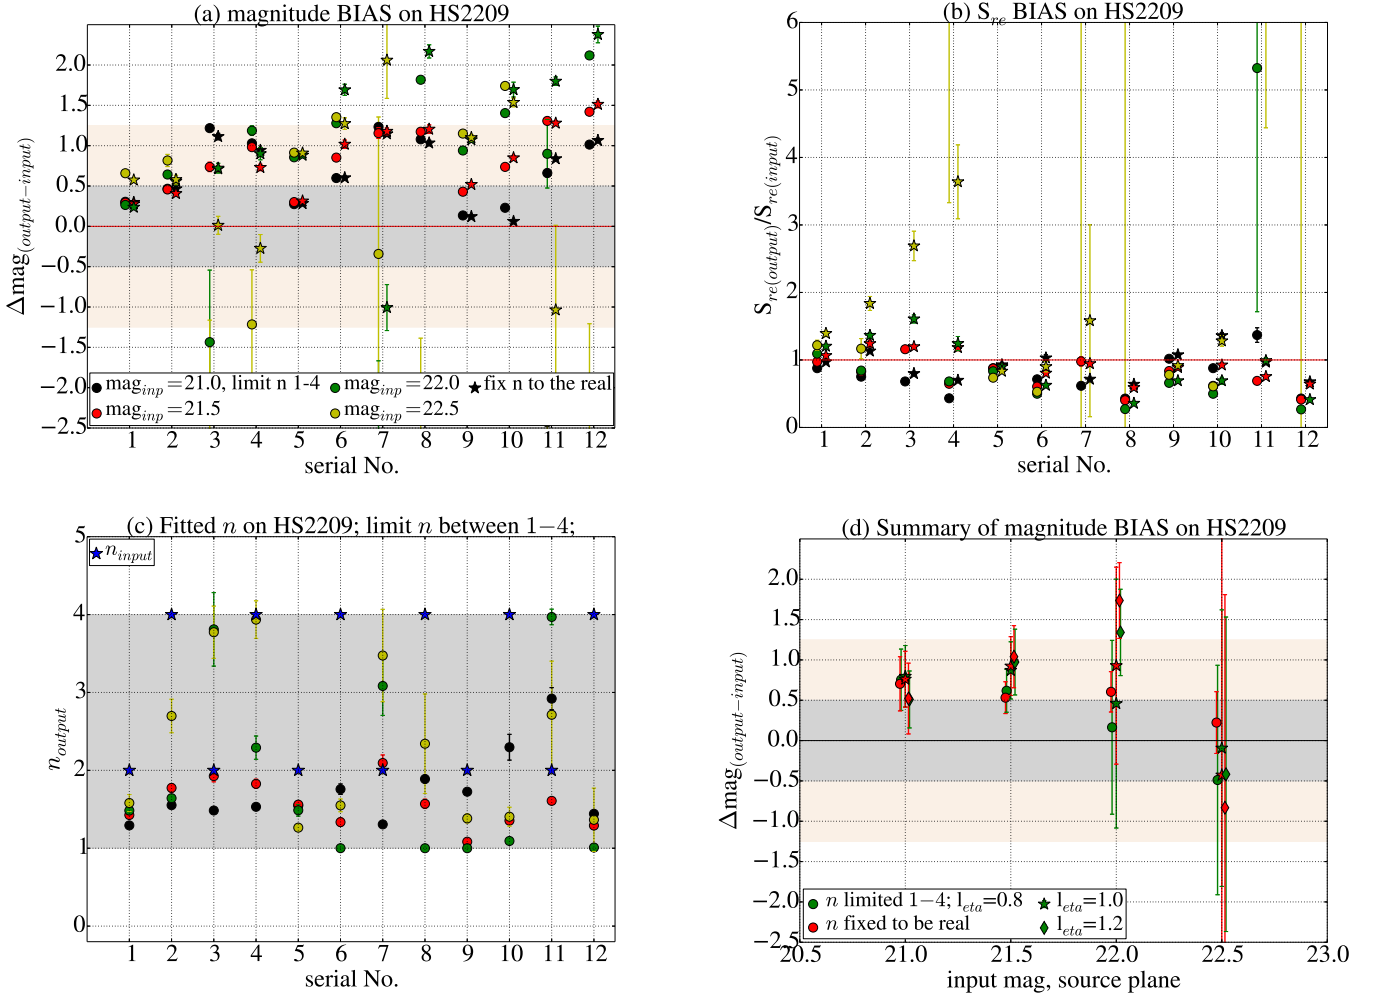 (a) magnitude BIAS on HS2209
2.0
1.5
1.0
0.5
0.0
−0.5
−1.0
−1.5
−2.0
−2.5
Δmag(output−input)
mag_inp=21.0, limit n 1-4
mag_inp=21.5
mag_inp=22.0
mag_inp=22.5
fix n to the real
1 2 3 4 5 6 7 8 9 10 11 12
serial No.
(b) S_re BIAS on HS2209
6
5
4
3
2
1
0
S_re(output)/S_re(input)
1 2 3 4 5 6 7 8 9 10 11 12
serial No.
(c) Fitted n on HS2209; limit n between 1−4;
5
4
3
2
1
0
n_output
n_input
1 2 3 4 5 6 7 8 9 10 11 12
serial No.
(d) Summary of magnitude BIAS on HS2209
2.0
1.5
1.0
0.5
0.0
−0.5
−1.0
−1.5
−2.0
−2.5
Δmag(output−input)
n limited 1−4; l_eta=0.8
n fixed to be real
l_eta=1.0
l_eta=1.2
20.5 21.0 21.5 22.0 22.5 23.0
input mag, source plane